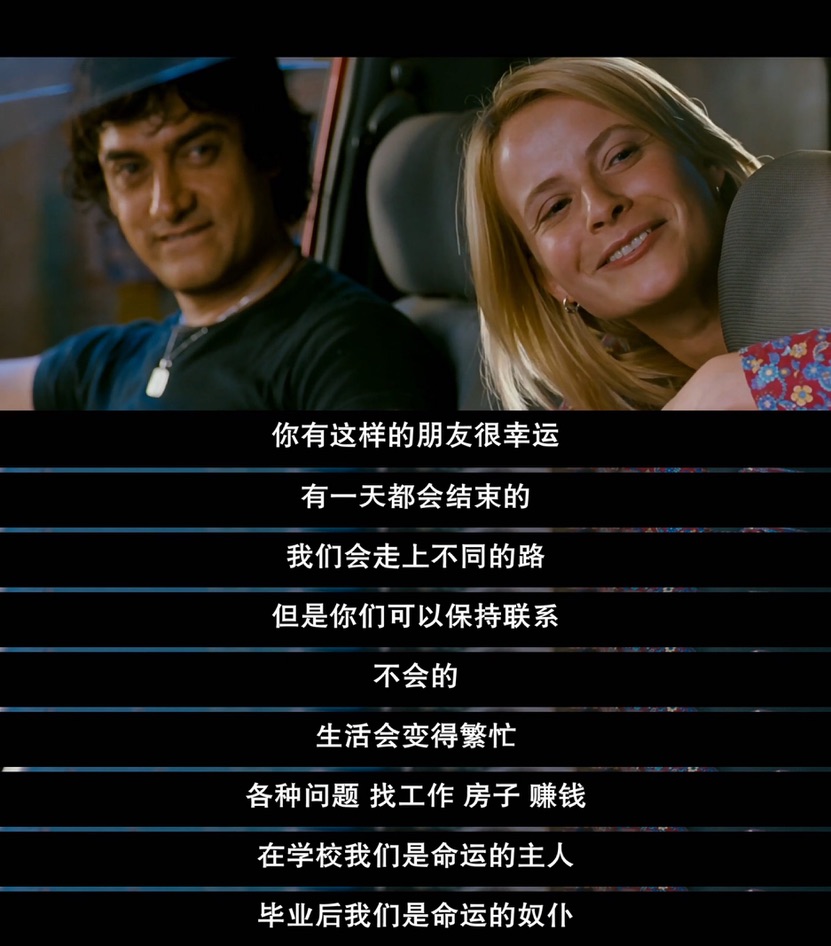 你有这样的朋友很幸运
有一天都会结束的
我们会走上不同的路
但是你们可以保持联系
不会的
生活会变得繁忙
各种问题 找工作 房子 赚钱
在学校我们是命运的主人
毕业后我们是命运的奴仆